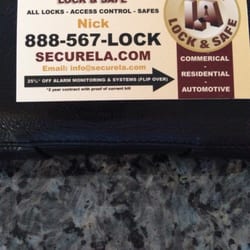 LOCK & SAFE
ALL LOCKS - ACCESS CONTROL - SAFES
Nick
888-567-LOCK
SECURELA.COM
Email: info@securela.com
25%* OFF ALARM MONITORING & SYSTEMS (FLIP OVER)
*2 year contract with proof of current bill
LA
LOCK & SAFE
COMMERICAL
-
RESIDENTIAL
-
AUTOMOTIVE